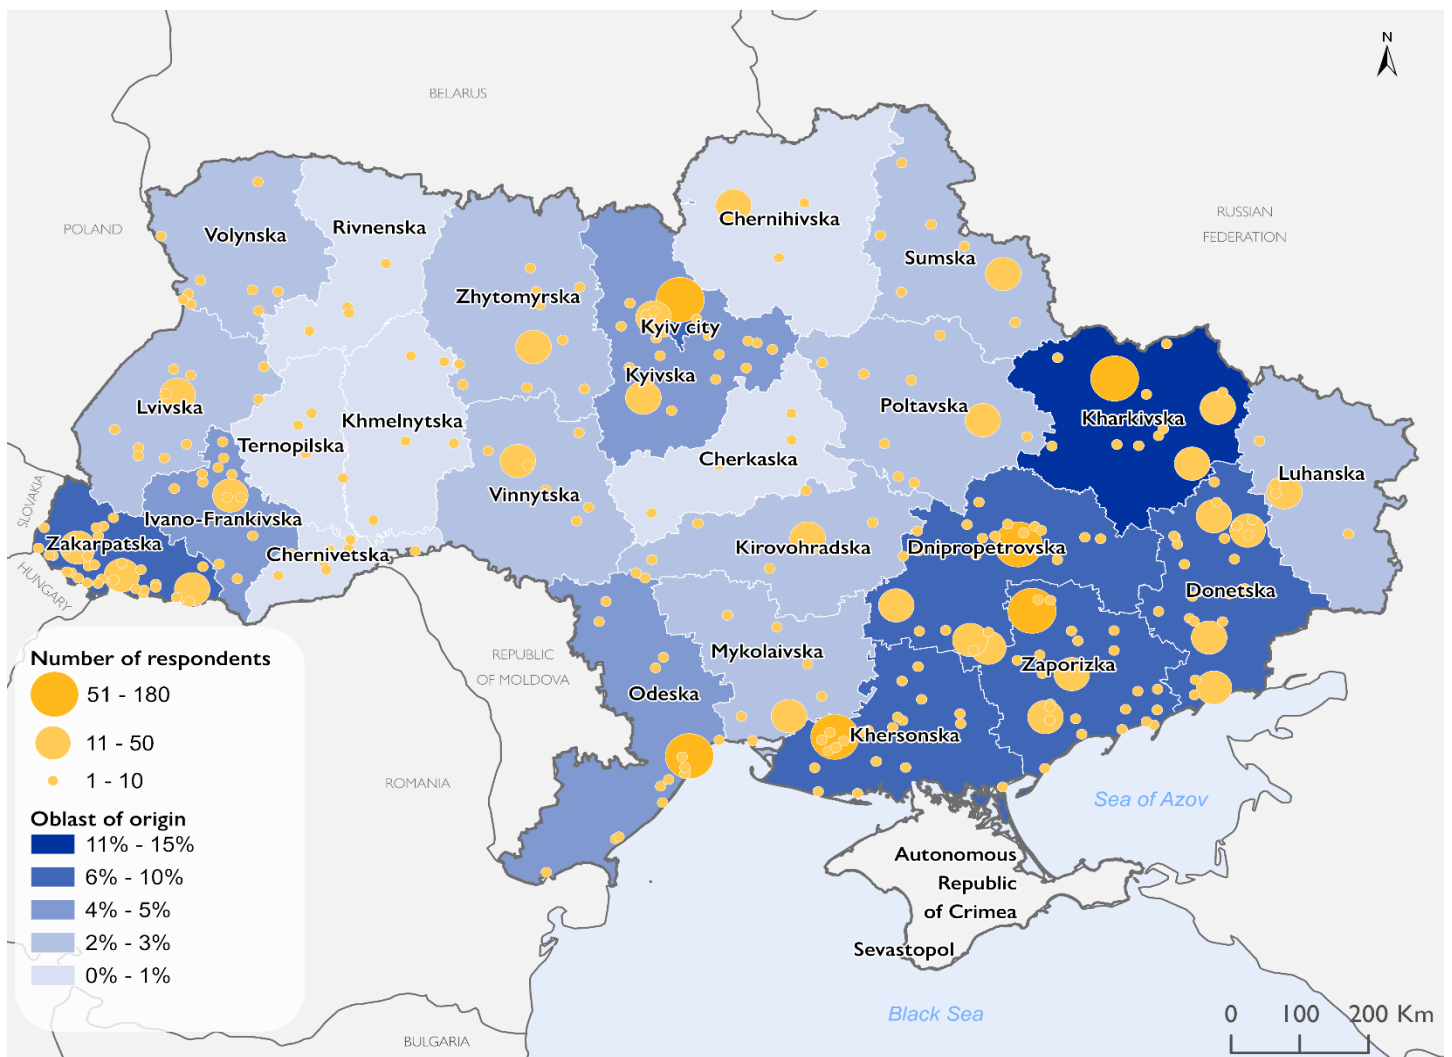 N
BELARUS
POLAND
RUSSIAN
FEDERATION
Volynska
Rivnenska
Chernihivska
Sumska
Zhytomyrska
Kyiv city
Kyivska
Lvivska
Khmelnytska
Ternopilska
Poltavska
Kharkivska
Cherkaska
Luhanska
Vinnytska
SLOVAKIA
Ivano-Frankivska
Zakarpatska
Chernivetska
Kirovohradska
Dnipropetrovska
HUNGARY
Donetska
REPUBLIC
OF MOLDOVA
Mykolaivska
Zaporizka
Odeska
Khersonska
ROMANIA
Sea of Azov
Autonomous
Republic
of Crimea
Sevastopol
Black Sea
BULGARIA
Number of respondents
51 - 180
11 - 50
1 - 10
Oblast of origin
11% - 15%
6% - 10%
4% - 5%
2% - 3%
0% - 1%
0 100 200 Km